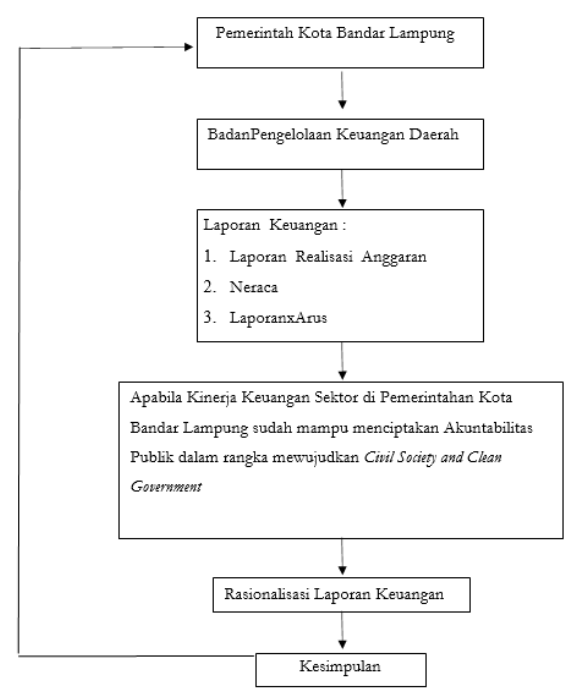 Pemerintah Kota Bandar Lampung
BadanPengelolaan Keuangan Daerah
Laporan Keuangan :
1. Laporan Realisasi Anggaran
2. Neraca
3. LaporanxArus
Apabila Kinerja Keuangan Sektor di Pemerintahan Kota
Bandar Lampung sudah mampu menciptakan Akuntabilitas
Publik dalam rangka mewujudkan Civil Society and Clean
Government
Rasionalisasi Laporan Keuangan
Kesimpulan